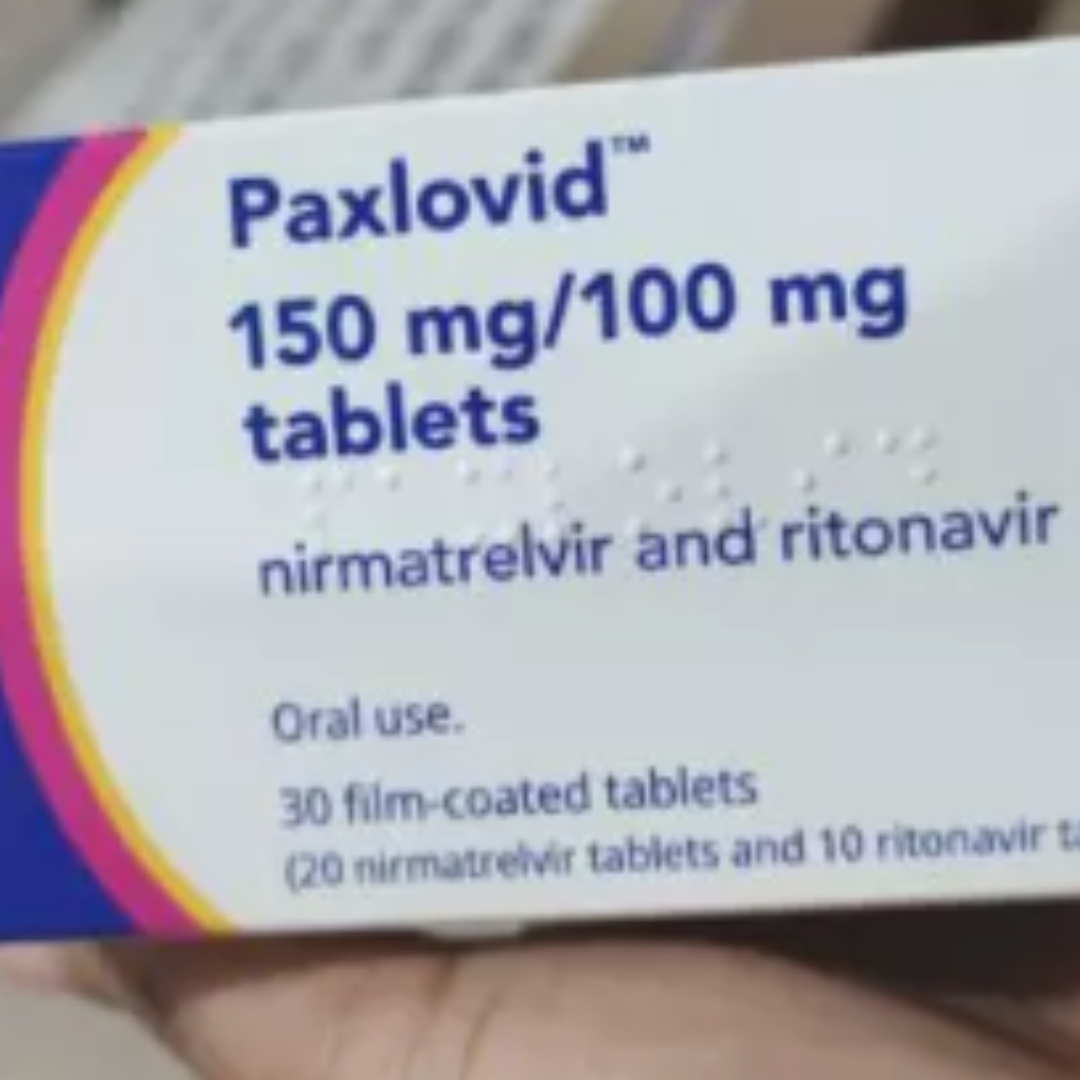 Paxlovid™
150 mg/100 mg
tablets
nirmatrelvir and ritonavir
Oral use.
30 film-coated tablets
(20 nirmatrelvir tablets and 10 ritonavir